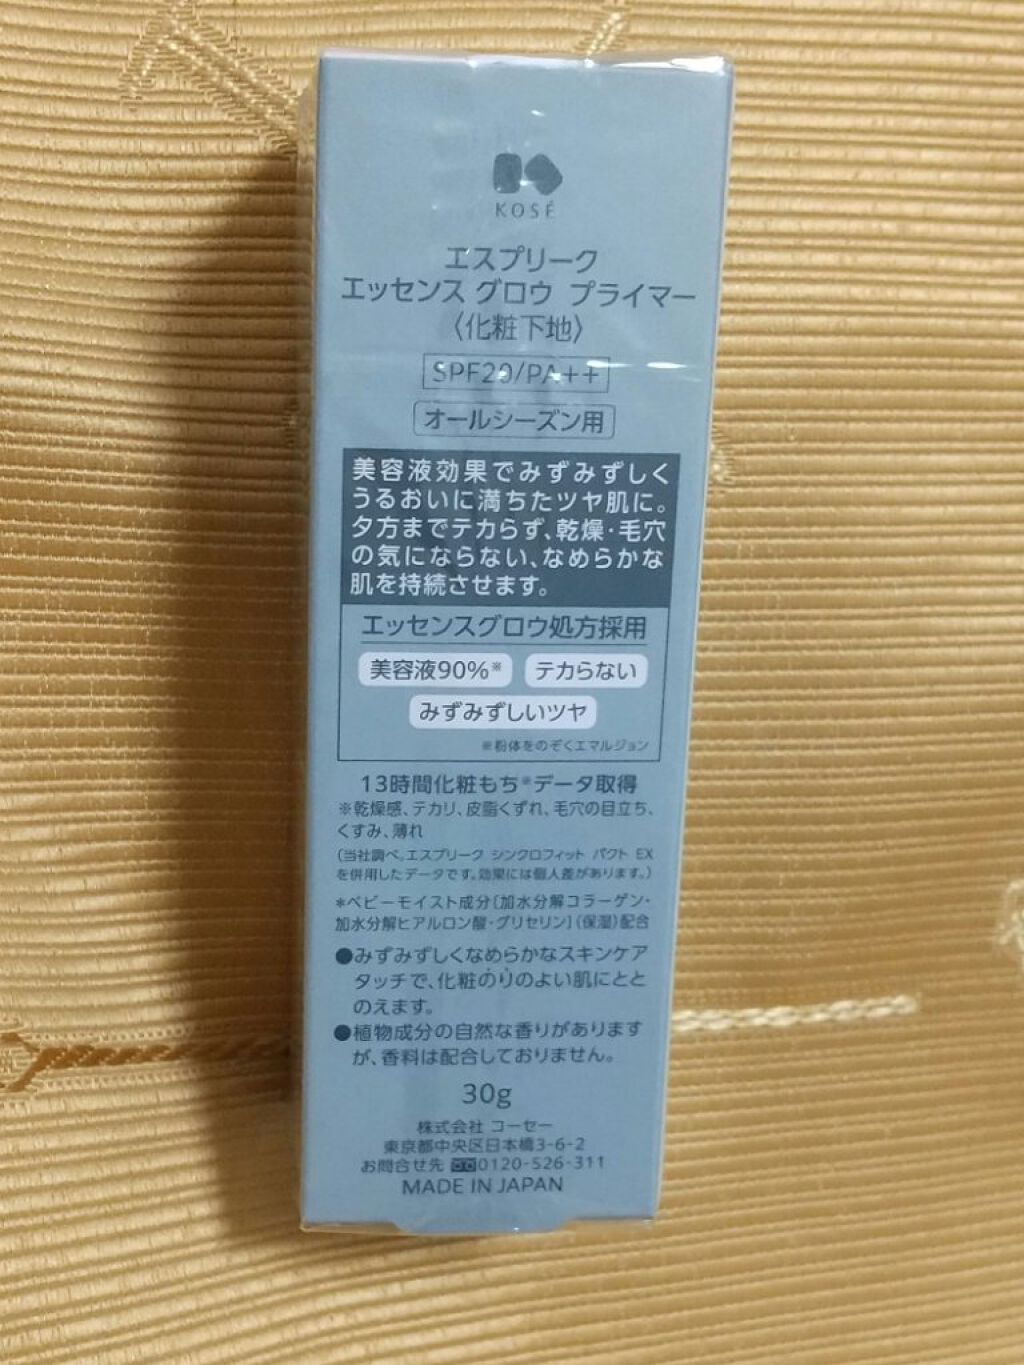 KOSÉ
エスプリーク
エッセンス グロウ プライマー
〈化粧下地〉
SPF20/PA++
オールシーズン用
美容液効果でみずみずしく
うるおいに満ちたツヤ肌に。
夕方までテカらず、乾燥・毛穴
の気にならない、なめらかな
肌を持続させます。
エッセンスグロウ処方採用
美容液90%※ テカらない
みずみずしいツヤ
※粉体をのぞくエマルジョン
13時間化粧もち※データ取得
※乾燥感、テカリ、皮脂くずれ、毛穴の目立ち、
くすみ、薄れ
(当社調べ。エスプリーク シンクロフィット パクト EX
を併用したデータです。効果には個人差があります。)
*ベビーモイスト成分〔加水分解コラーゲン・
加水分解ヒアルロン酸・グリセリン〕(保湿)配合
●みずみずしくなめらかなスキンケア
タッチで、化粧のりのよい肌にとと
のえます。
●植物成分の自然な香りがあります
が、香料は配合しておりません。
30g
株式会社 コーセー
東京都中央区日本橋3-6-2
お問合せ先 0120-526-311
MADE IN JAPAN